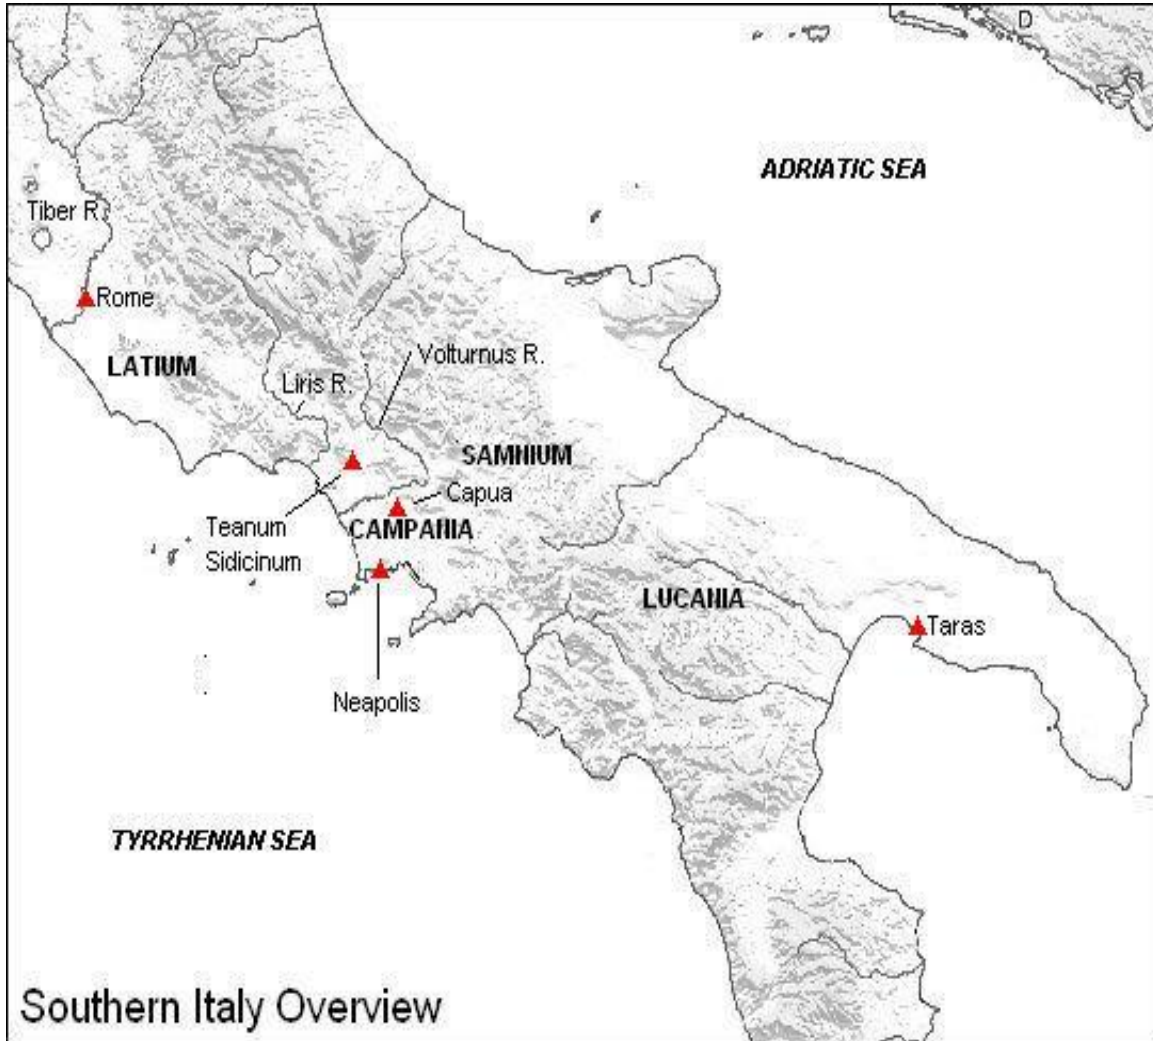 D
ADRIATIC SEA
Tiber R.
Rome
LATIUM
Volturnus R.
Liris R.
SAMNIUM
Capua
Teanum
Sidicinum
CAMPANIA
LUCANIA
Taras
Neapolis
TYRRHENIAN SEA
Southern Italy Overview